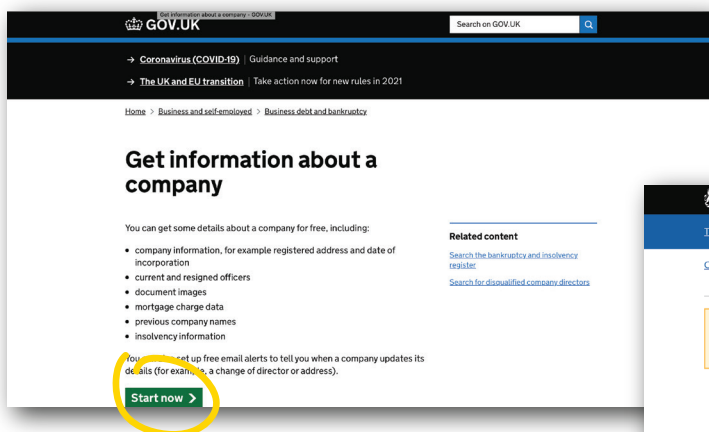 Get information about a company - GOV.UK
GOV.UK
Search on GOV.UK
→ Coronavirus (COVID-19) | Guidance and support
→ The UK and EU transition | Take action now for new rules in 2021
Home > Business and self-employed > Business debt and bankruptcy
Get information about a
company
You can get some details about a company for free, including:
• company information, for example registered address and date of
incorporation
• current and resigned officers
• document images
• mortgage charge data
• previous company names
• insolvency information
You set up free email alerts to tell you when a company updates its
details (for example, a change of director or address).
Start now >
Related content
Search the bankruptcy and insolvency
register
Search for disqualified company directors